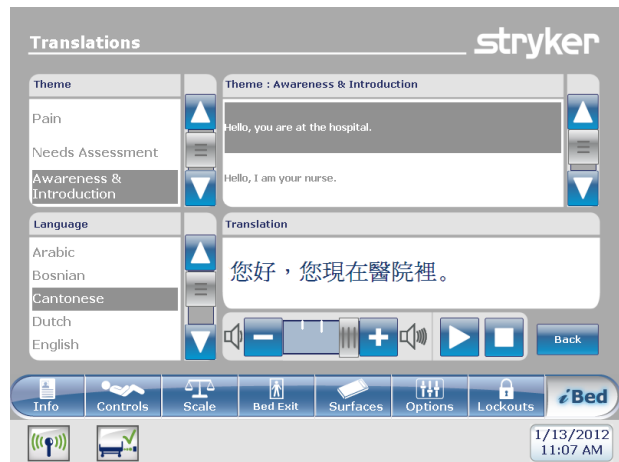 Translations
stryker
Theme
Pain
Needs Assessment
Awareness &
Introduction
Theme : Awareness & Introduction
Hello, you are at the hospital.
Hello, I am your nurse.
Language
Arabic
Bosnian
Cantonese
Dutch
English
Translation
您好，您現在醫院裡。
Back
Info
Controls
Scale
Bed Exit
Surfaces
Options
Lockouts
iBed
1/13/2012
11:07 AM